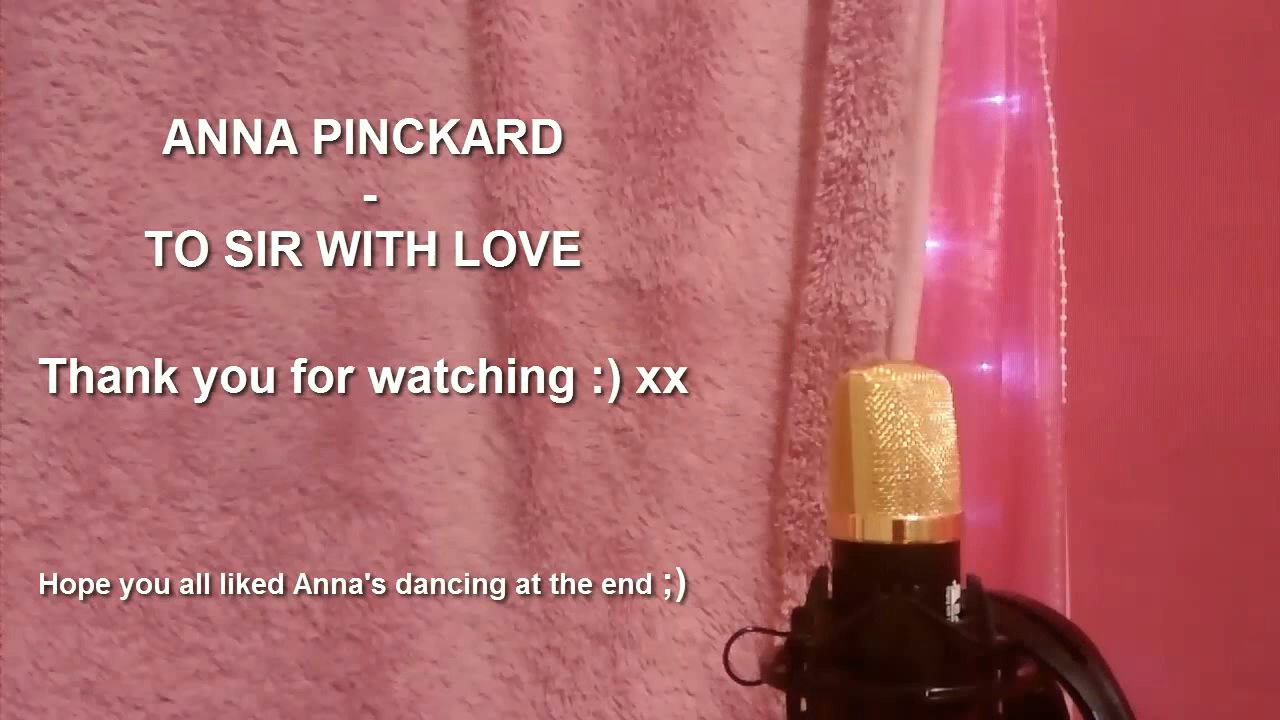 ANNA PINCKARD
-
TO SIR WITH LOVE
Thank you for watching :) xx
Hope you all liked Anna's dancing at the end ;)